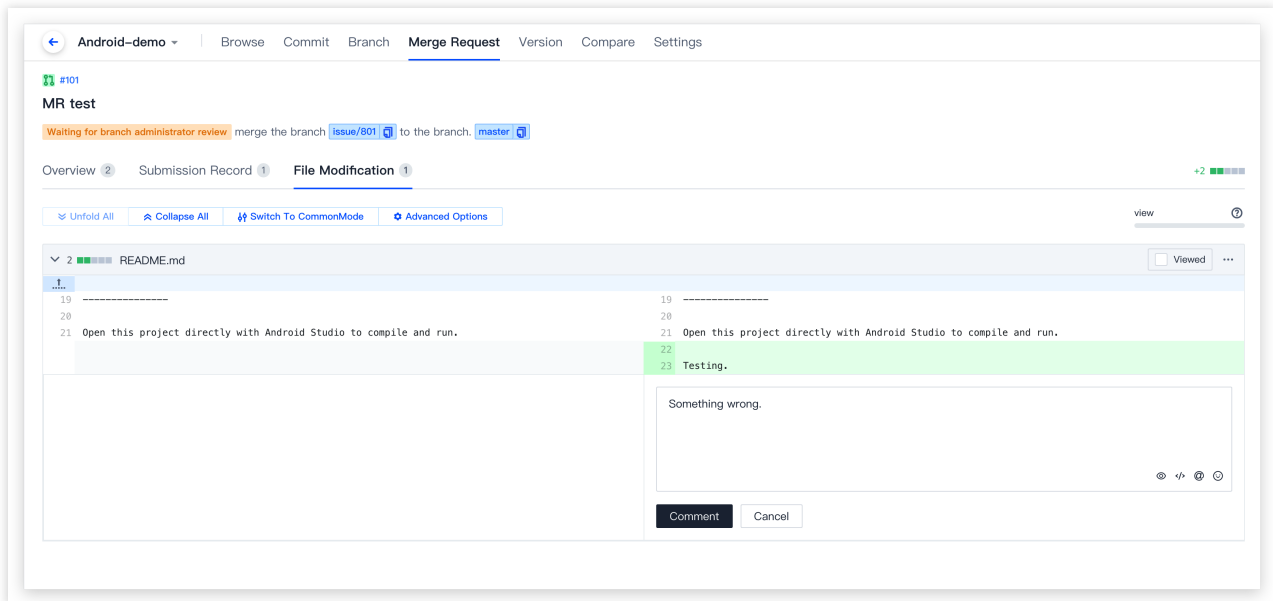 Android-demo Browse Commit Branch Merge Request Version Compare Settings
#101
MR test
Waiting for branch administrator review merge the branch issue/801 to the branch. master
Overview 2 Submission Record 1 File Modification 1 +2
Unfold All Collapse All Switch To CommonMode Advanced Options view
2 README.md Viewed ...
19 --------------- 19 ---------------
20 20
21 Open this project directly with Android Studio to compile and run. 21 Open this project directly with Android Studio to compile and run.
22
23 Testing.
Something wrong.
Comment Cancel